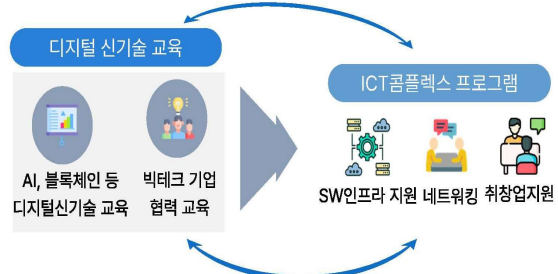 디지털 신기술 교육
AI, 블록체인 등
디지털신기술 교육
빅테크 기업
협력 교육
ICT콤플렉스 프로그램
SW인프라 지원 네트워킹 취창업지원